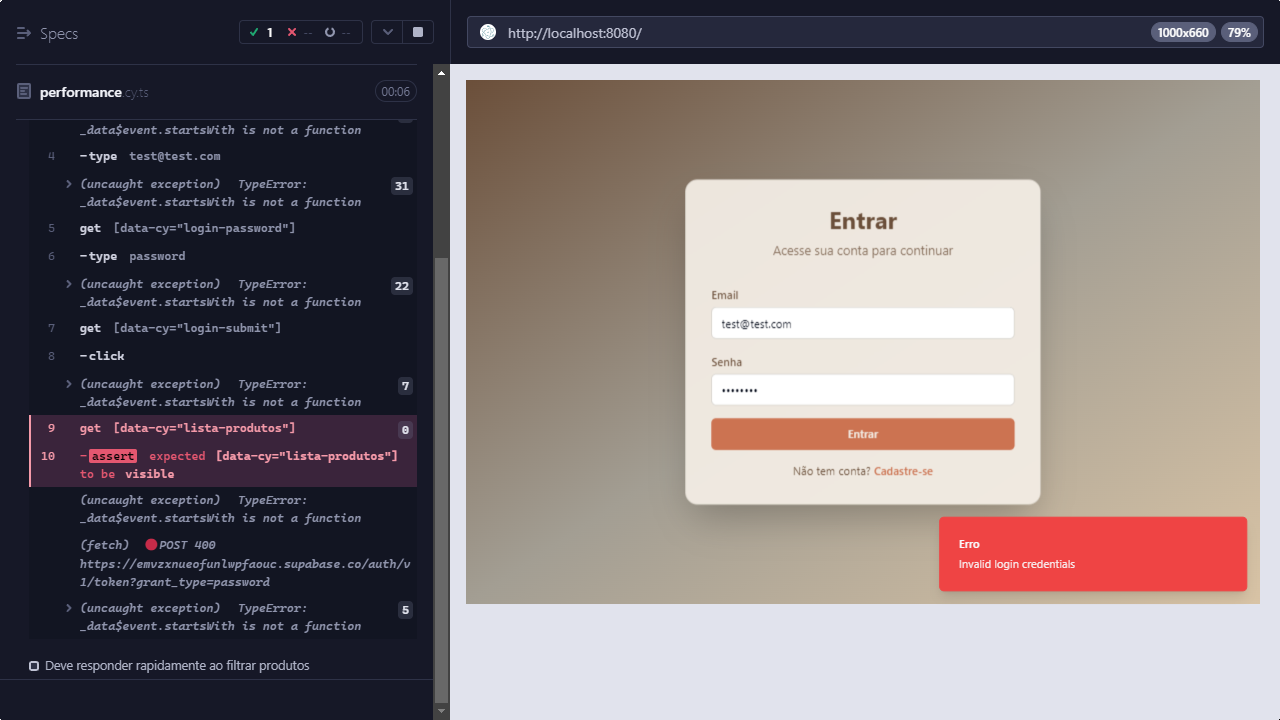 Specs
1
--
--
performance.cy.ts
00:06
_data$event.startsWith is not a function
4 -type test@test.com
(uncaught exception) TypeError: 31
_data$event.startsWith is not a function
5 get [data-cy="login-password"]
6 -type password
(uncaught exception) TypeError: 22
_data$event.startsWith is not a function
7 get [data-cy="login-submit"]
8 -click
(uncaught exception) TypeError: 7
_data$event.startsWith is not a function
9 get [data-cy="lista-produtos"] 0
10 -assert expected [data-cy="lista-produtos"]
to be visible
(uncaught exception) TypeError:
_data$event.startsWith is not a function
(fetch) POST 400
https://emvzxnueofunlwpfaouc.supabase.co/auth/v
1/token?grant_type=password
(uncaught exception) TypeError: 5
_data$event.startsWith is not a function
Deve responder rapidamente ao filtrar produtos
http://localhost:8080/
1000x660
79%
Entrar
Acesse sua conta para continuar
Email
test@test.com
Senha
••••••••
Entrar
Não tem conta? Cadastre-se
Erro
Invalid login credentials